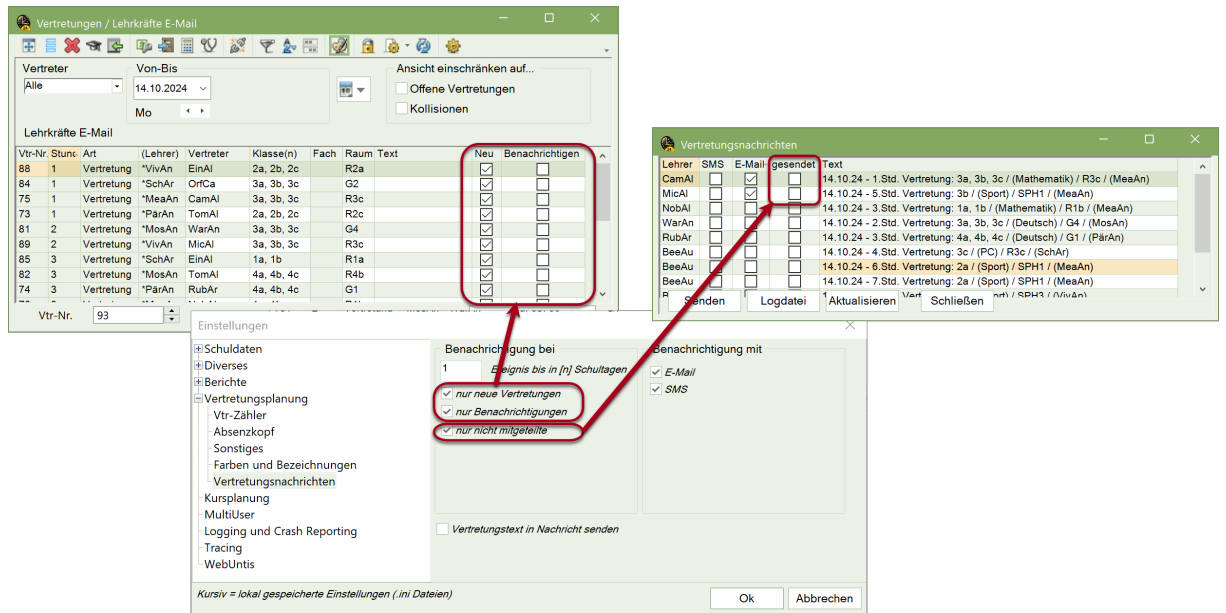 Vertretungen / Lehrkräfte E-Mail
Vertreter
Von-Bis
Ansicht einschränken auf...
Alle
14.10.2024
Offene Vertretungen
Mo
Kollisionen
Lehrkräfte E-Mail
Vtr-Nr. Stunc Art (Lehrer) Vertreter Klasse(n) Fach Raum Text Neu Benachrichtigen
88 1 Vertretung *VivAn EinAl 2a, 2b, 2c R2a
84 1 Vertretung *SchAr OrfCa 3a, 3b, 3c G2
75 1 Vertretung *MeaAn CamAl 3a, 3b, 3c R3c
73 1 Vertretung *PärAn TomAl 2a, 2b, 2c R2c
81 2 Vertretung *MosAn WarAn 3a, 3b, 3c G4
89 2 Vertretung *VivAn MicAl 3a, 3b, 3c R3c
85 3 Vertretung *SchAr EinAl 1a, 1b R1a
82 3 Vertretung *MosAn TomAl 4a, 4b, 4c R4b
74 3 Vertretung *PärAn RubAr 4a, 4b, 4c G1
Vtr-Nr. 93
Vertretungsnachrichten
Lehrer SMS E-Mail- gesendet Text
CamAl 14.10.24 - 1.Std. Vertretung: 3a, 3b, 3c / (Mathematik) / R3c / (MeaAn)
MicAl 14.10.24 - 5.Std. Vertretung: 3b / (Sport) / SPH1 / (MeaAn)
NobAl 14.10.24 - 3.Std. Vertretung: 1a, 1b / (Mathematik) / R1b / (MeaAn)
WarAn 14.10.24 - 2.Std. Vertretung: 3a, 3b, 3c / (Deutsch) / G4 / (MosAn)
RubAr 14.10.24 - 3.Std. Vertretung: 4a, 4b, 4c / (Deutsch) / G1 / (PärAn)
BeeAu 14.10.24 - 4.Std. Vertretung: 3c / (PC) / R3c / (SchAr)
BeeAu 14.10.24 - 6.Std. Vertretung: 2a / (Sport) / SPH1 / (MeaAn)
BeeAu 14.10.24 - 7.Std. Vertretung: 2a / (Sport) / SPH1 / (MeaAn)
Senden Logdatei Aktualisieren Schließen
Einstellungen
Schuldaten
Diverses
Berichte
Vertretungsplanung
Vtr-Zähler
Absenzkopf
Sonstiges
Farben und Bezeichnungen
Vertretungsnachrichten
Kursplanung
MultiUser
Logging und Crash Reporting
Tracing
WebUntis
Benachrichtigung bei
1 Ereignis bis in [n] Schultagen
nur neue Vertretungen
nur Benachrichtigungen
nur nicht mitgeteilte
Benachrichtigung mit
E-Mail
SMS
Vertretungstext in Nachricht senden
Kursiv = lokal gespeicherte Einstellungen (.ini Dateien)
Ok Abbrechen